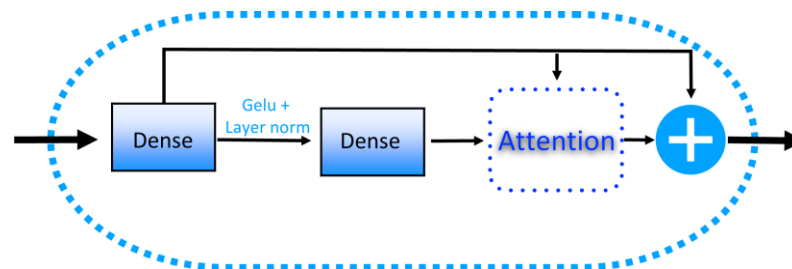 Gelu +
Layer norm
Dense
Dense
Attention